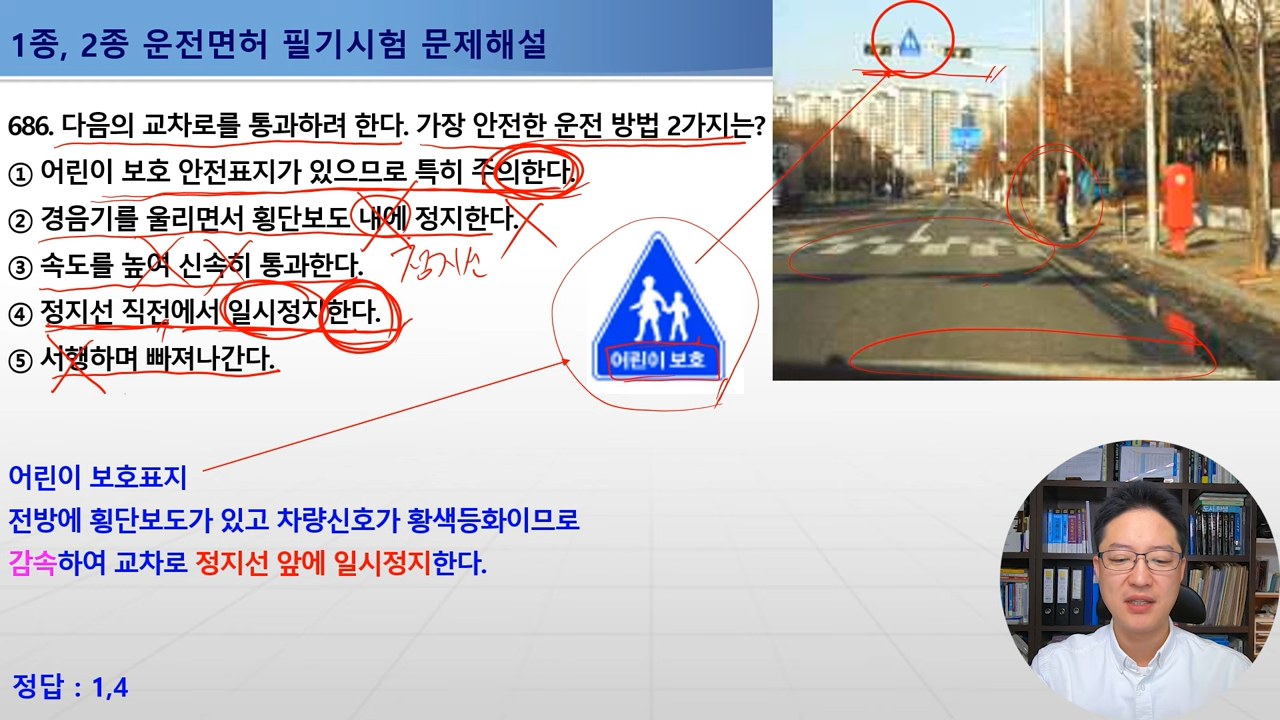 1종, 2종 운전면허 필기시험 문제해설
686. 다음의 교차로를 통과하려 한다. 가장 안전한 운전 방법 2가지는?
① 어린이 보호 안전표지가 있으므로 특히 주의한다.
② 경음기를 울리면서 횡단보도 내에 정지한다.
③ 속도를 높여 신속히 통과한다.
정지선
④ 정지선 직전에서 일시정지한다.
⑤ 서행하며 빠져나간다.
어린이 보호
어린이 보호표지
전방에 횡단보도가 있고 차량신호가 황색등화이므로
감속하여 교차로 정지선 앞에 일시정지한다.
정답 : 1,4